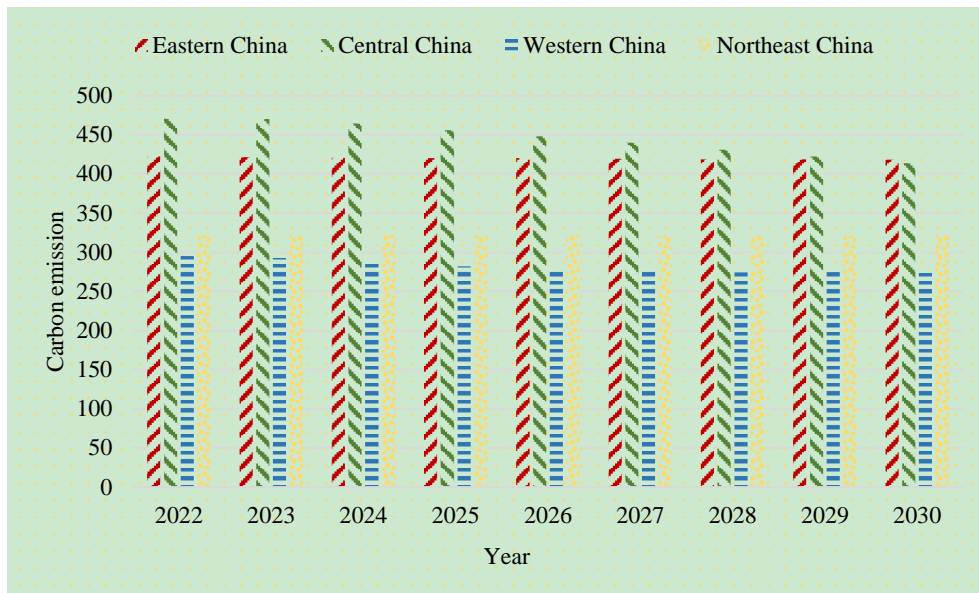 Eastern China Central China Western China Northeast China
500
450
400
350
300
250
200
150
100
50
0
Carbon emission
2022 2023 2024 2025 2026 2027 2028 2029 2030
Year